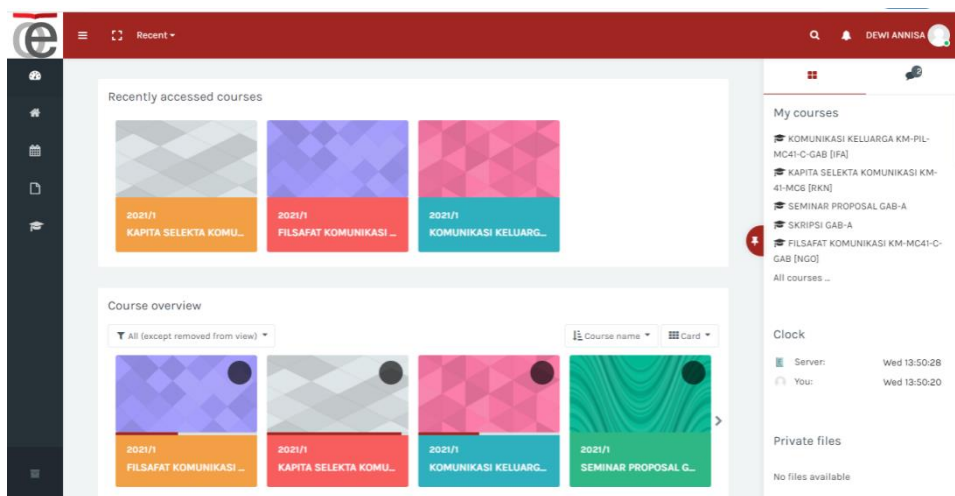 Recent
DEWI ANNISA
2
Recently accessed courses
2021/1
KAPITA SELEKTA KOMU...
2021/1
FILSAFAT KOMUNIKASI ...
2021/1
KOMUNIKASI KELUARG...
Course overview
All (except removed from view)
Course name
Card
2021/1
FILSAFAT KOMUNIKASI ...
2021/1
KAPITA SELEKTA KOMU...
2021/1
KOMUNIKASI KELUARG...
2021/1
SEMINAR PROPOSAL G...
My courses
KOMUNIKASI KELUARGA KM-PIL-
MC41-C-GAB [IFA]
KAPITA SELEKTA KOMUNIKASI KM-
41-MC6 [RKN]
SEMINAR PROPOSAL GAB-A
SKRIPSI GAB-A
FILSAFAT KOMUNIKASI KM-MC41-C-
GAB [NGO]
All courses ...
Clock
Server: Wed 13:50:28
You: Wed 13:50:20
Private files
No files available